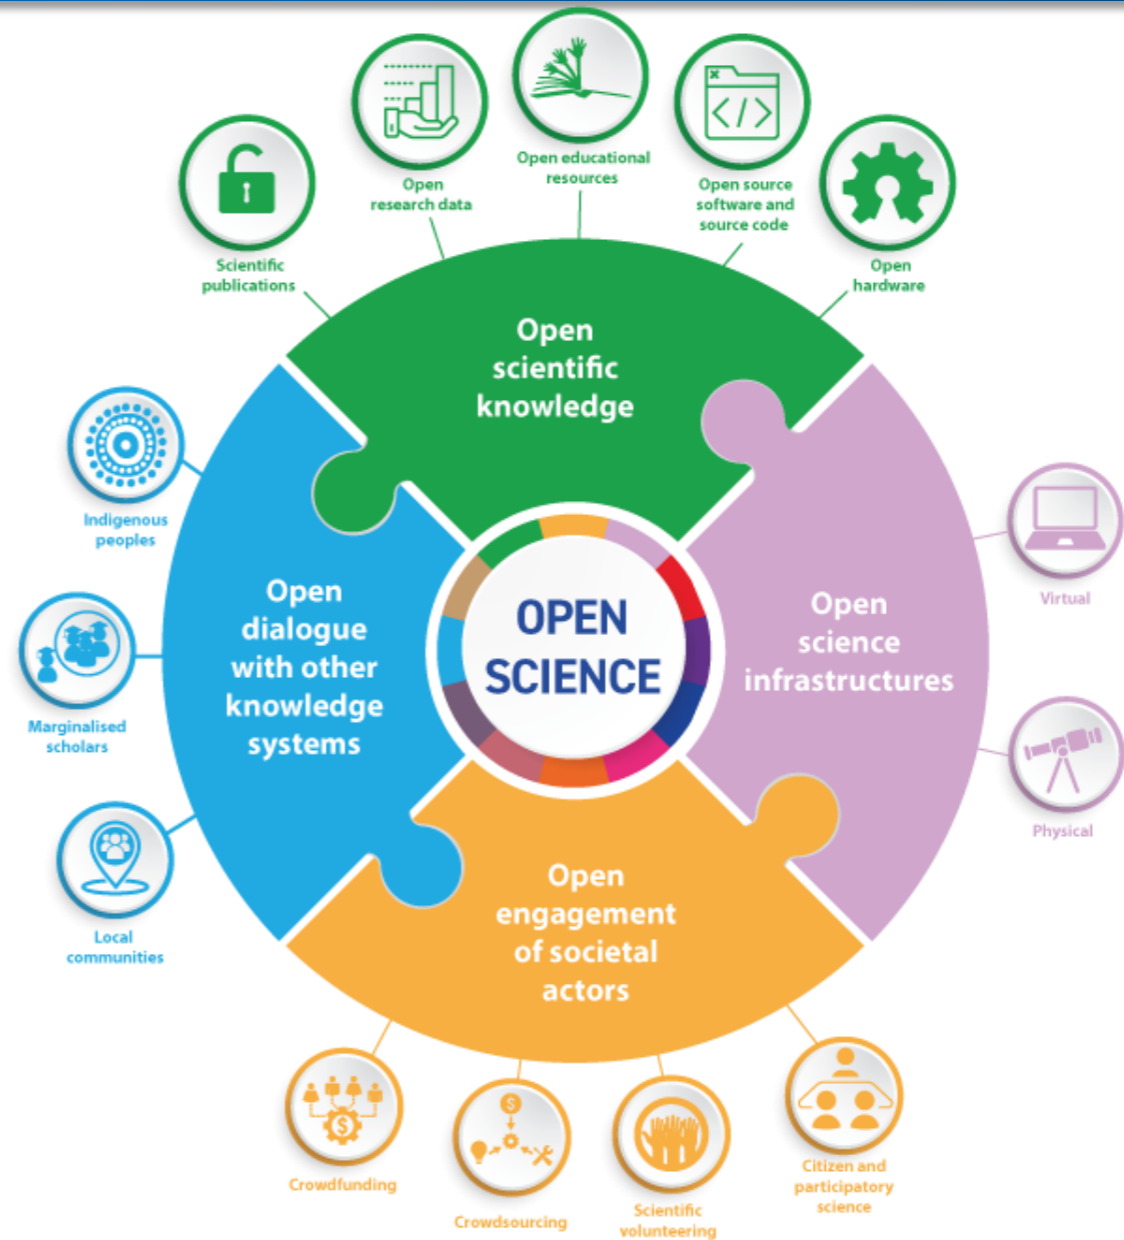 Open educational
resources
Open
research data
Open source
software and
source code
Scientific
publications
Open
hardware
Open
scientific
knowledge
Indigenous
peoples
Marginalised
scholars
Local
communities
Open
dialogue
with other
knowledge
systems
OPEN
SCIENCE
Open
science
infrastructures
Virtual
Physical
Open
engagement
of societal
actors
Crowdfunding
Crowdsourcing
Scientific
volunteering
Citizen and
participatory
science